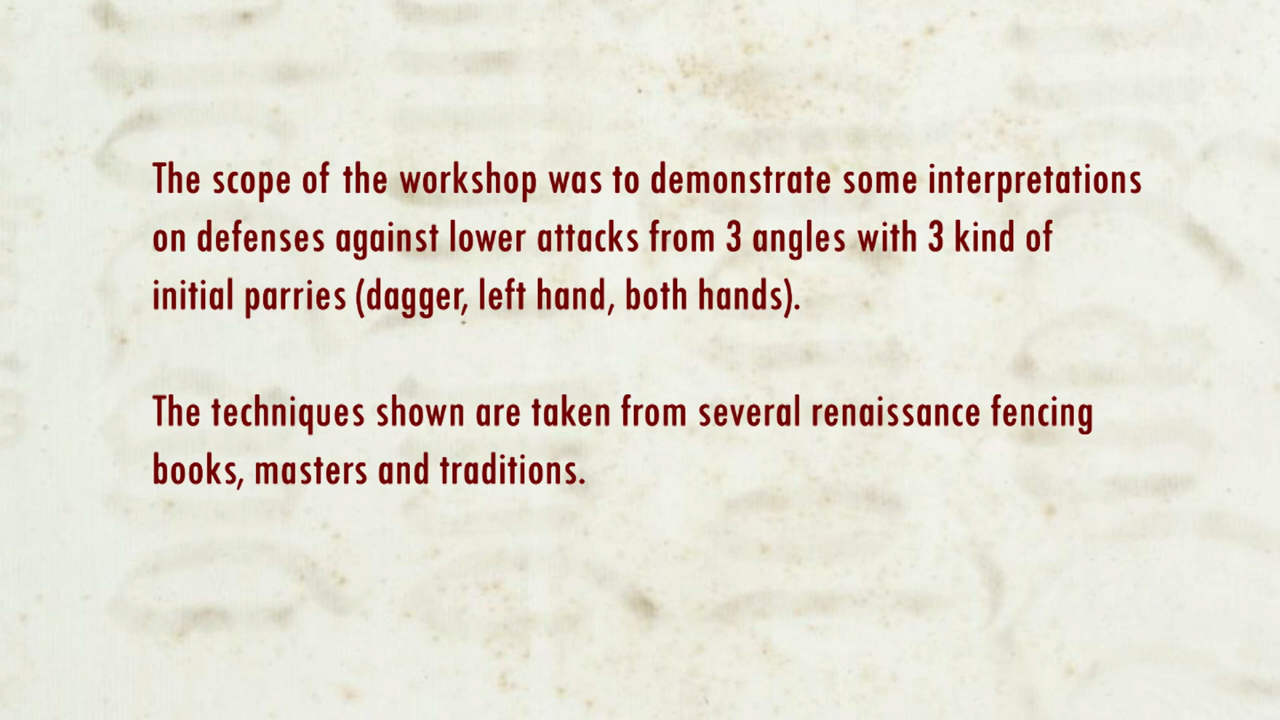 The scope of the workshop was to demonstrate some interpretations
on defenses against lower attacks from 3 angles with 3 kind of
initial parries (dagger, left hand, both hands).
The techniques shown are taken from several renaissance fencing
books, masters and traditions.